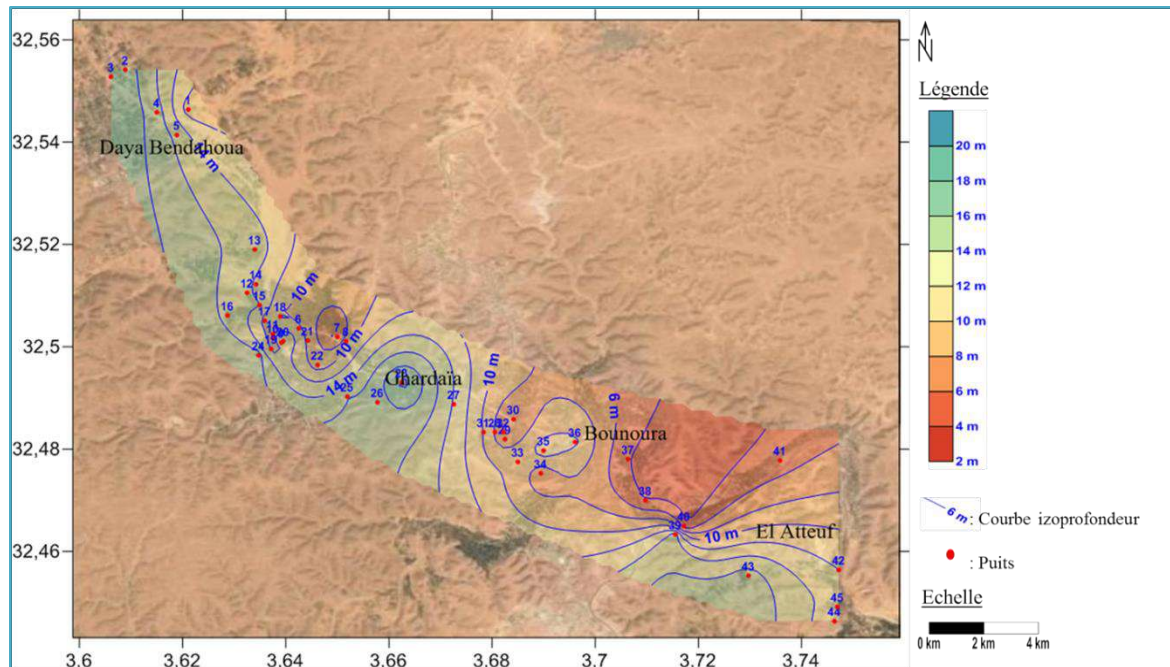 32,56
32,54
32,52
32,5
32,48
32,46
3.6
3.62
3.64
3.66
3.68
3.7
3.72
3.74
3
2
4
1
5
Daya Bendahoua
14 m
13
14
12
15
16
17
18
10 m
6
7
8
21
10 m
19
24
22
14 m
25
26
Ghardaïa
27
10 m
30
31
32
6 m
35
36
Bounoura
33
34
37
41
38
40
39
10 m
El Atteuf
42
43
45
44
N
Légende
20 m
18 m
16 m
14 m
12 m
10 m
8 m
6 m
4 m
2 m
6 m : Courbe izoprofondeur
: Puits
Echelle
0 km 2 km 4 km